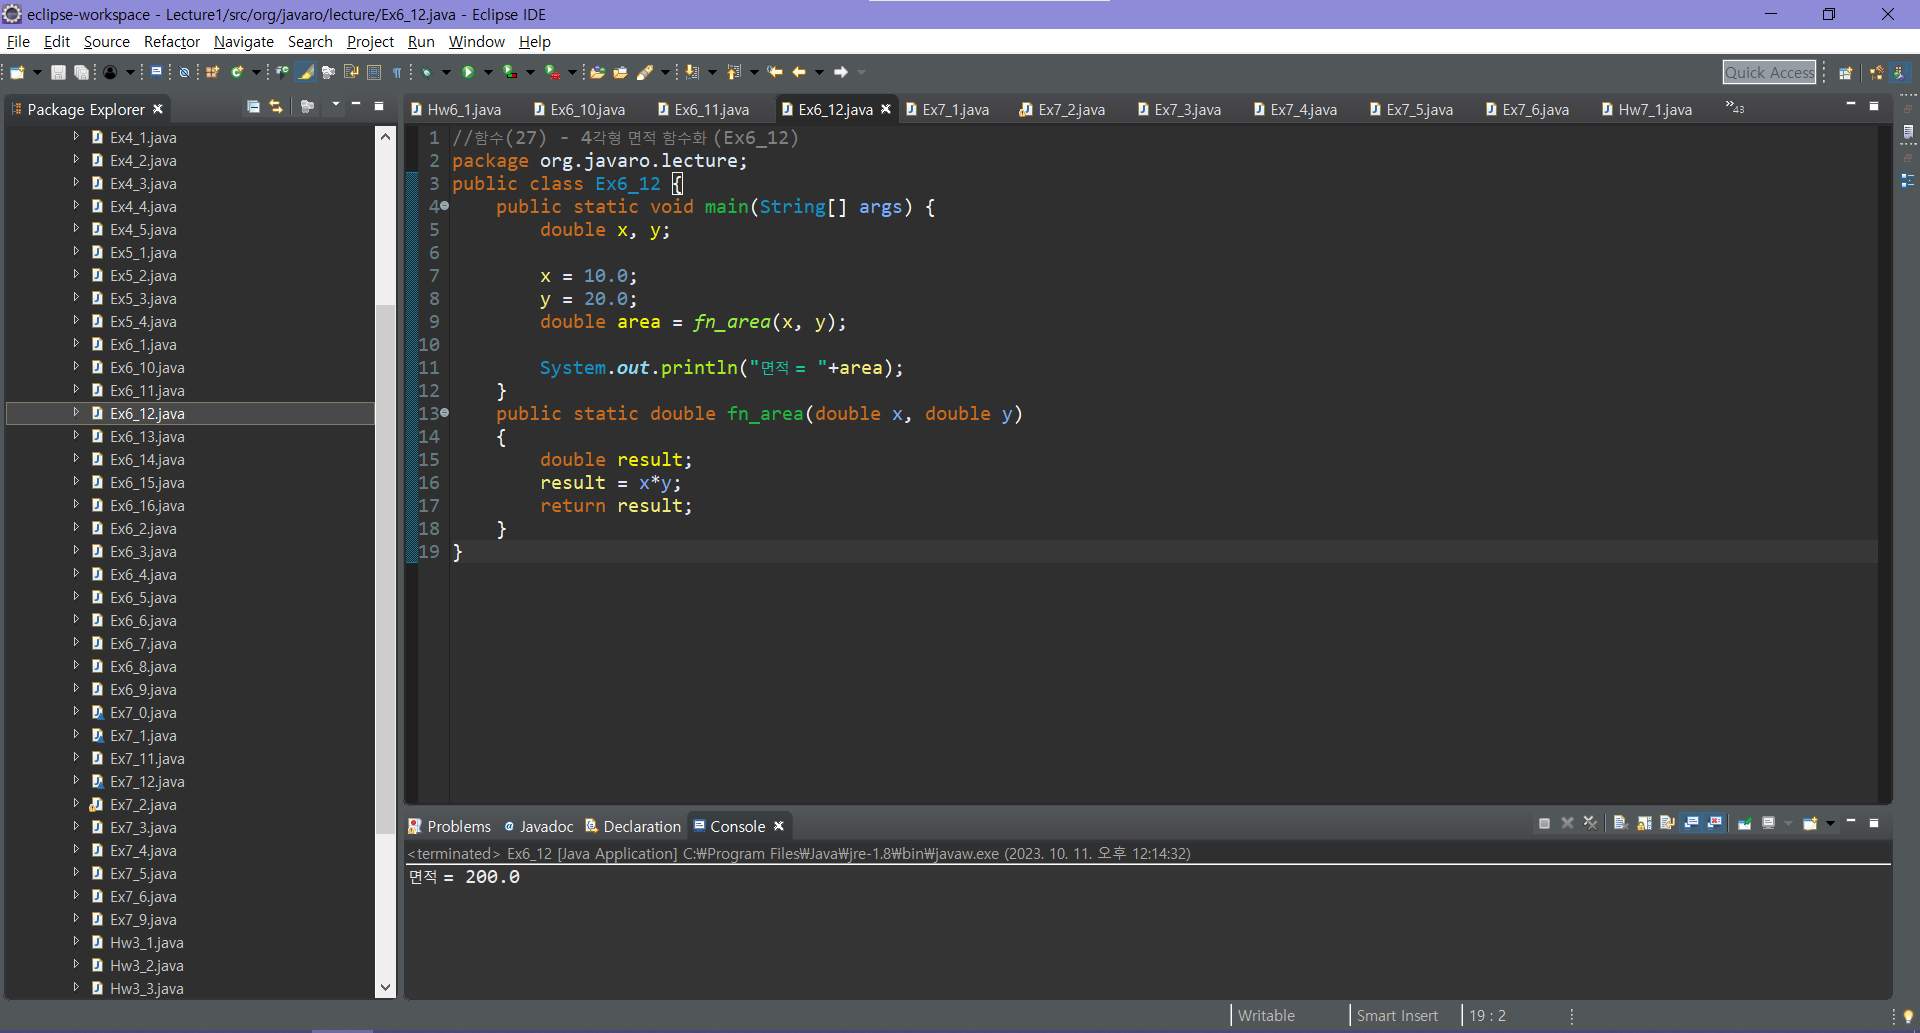 eclipse-workspace - Lecture1/src/org/javaro/lecture/Ex6_12.java - Eclipse IDE
File Edit Source Refactor Navigate Search Project Run Window Help
Quick Access
Package Explorer
Ex4_1.java
Ex4_2.java
Ex4_3.java
Ex4_4.java
Ex4_5.java
Ex5_1.java
Ex5_2.java
Ex5_3.java
Ex5_4.java
Ex6_1.java
Ex6_10.java
Ex6_11.java
Ex6_12.java
Ex6_13.java
Ex6_14.java
Ex6_15.java
Ex6_16.java
Ex6_2.java
Ex6_3.java
Ex6_4.java
Ex6_5.java
Ex6_6.java
Ex6_7.java
Ex6_8.java
Ex6_9.java
Ex7_0.java
Ex7_1.java
Ex7_11.java
Ex7_12.java
Ex7_2.java
Ex7_3.java
Ex7_4.java
Ex7_5.java
Ex7_6.java
Ex7_9.java
Hw3_1.java
Hw3_2.java
Hw3_3.java
Hw6_1.java Ex6_10.java Ex6_11.java Ex6_12.java Ex7_1.java Ex7_2.java Ex7_3.java Ex7_4.java Ex7_5.java Ex7_6.java Hw7_1.java »43
1 //함수(27) - 4각형 면적 함수화 (Ex6_12)
2 package org.javaro.lecture;
3 public class Ex6_12 {
4 public static void main(String[] args) {
5 double x, y;
6
7 x = 10.0;
8 y = 20.0;
9 double area = fn_area(x, y);
10
11 System.out.println("면적 = "+area);
12 }
13 public static double fn_area(double x, double y)
14 {
15 double result;
16 result = x*y;
17 return result;
18 }
19 }
Problems @ Javadoc Declaration Console
<terminated> Ex6_12 [Java Application] C:₩Program Files₩Java₩jre-1.8₩bin₩javaw.exe (2023. 10. 11. 오후 12:14:32)
면적 = 200.0
Writable Smart Insert 19 : 2